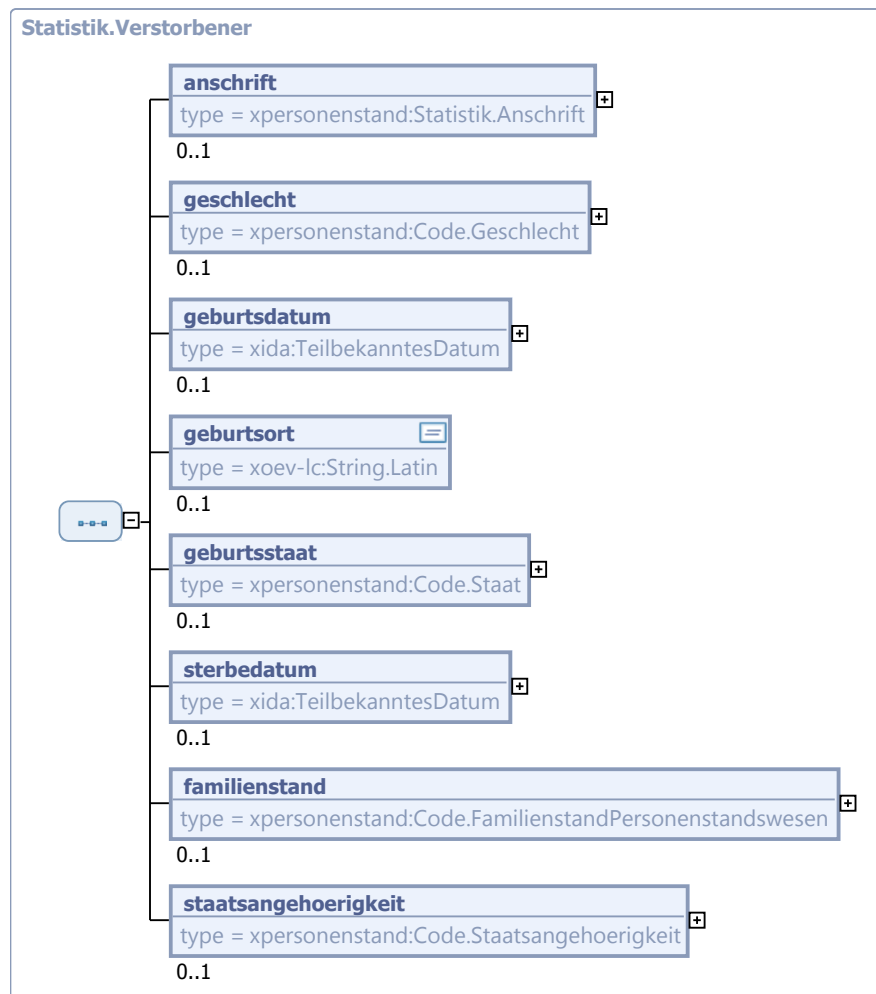 Statistik.Verstorbener
anschrift
type = xpersonenstand:Statistik.Anschrift
0..1
geschlecht
type = xpersonenstand:Code.Geschlecht
0..1
geburtsdatum
type = xida:TeilbekanntesDatum
0..1
geburtsort
type = xoev-lc:String.Latin
0..1
geburtsstaat
type = xpersonenstand:Code.Staat
0..1
sterbedatum
type = xida:TeilbekanntesDatum
0..1
familienstand
type = xpersonenstand:Code.FamilienstandPersonenstandswesen
0..1
staatsangehoerigkeit
type = xpersonenstand:Code.Staatsangehoerigkeit
0..1